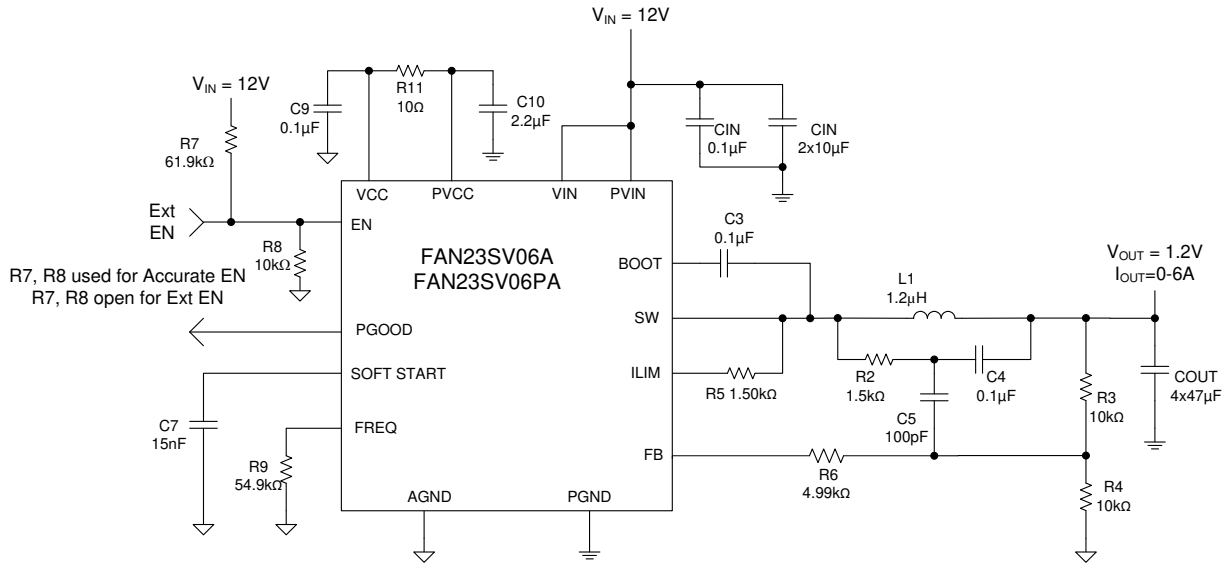 V_IN = 12V
V_IN = 12V
R11
10Ω
C9
0.1µF
C10
2.2µF
R7
61.9kΩ
CIN
0.1µF
CIN
2x10µF
VCC
PVCC
VIN
PVIN
Ext
EN
EN
R8
10kΩ
FAN23SV06A
FAN23SV06PA
R7, R8 used for Accurate EN
R7, R8 open for Ext EN
BOOT
C3
0.1µF
V_OUT = 1.2V
I_OUT=0-6A
L1
1.2µH
SW
PGOOD
SOFT START
ILIM
R5 1.50kΩ
R2
1.5kΩ
C4
0.1µF
C5
100pF
R3
10kΩ
COUT
4x47µF
C7
15nF
FREQ
R9
54.9kΩ
FB
R6
4.99kΩ
R4
10kΩ
AGND
PGND